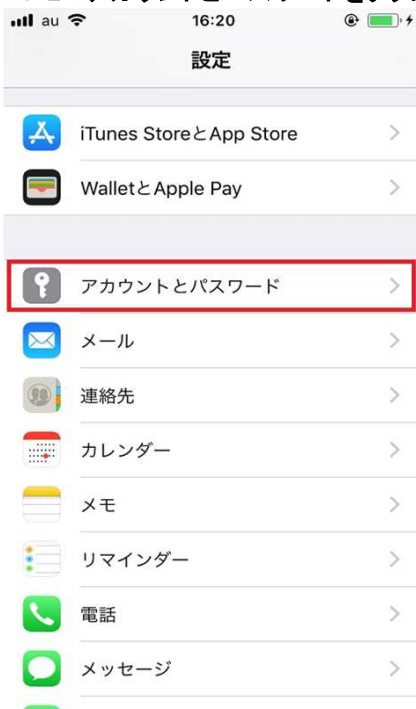 au 16:20
設定
iTunes StoreとApp Store
WalletとApple Pay
アカウントとパスワード
メール
連絡先
カレンダー
メモ
リマインダー
電話
メッセージ